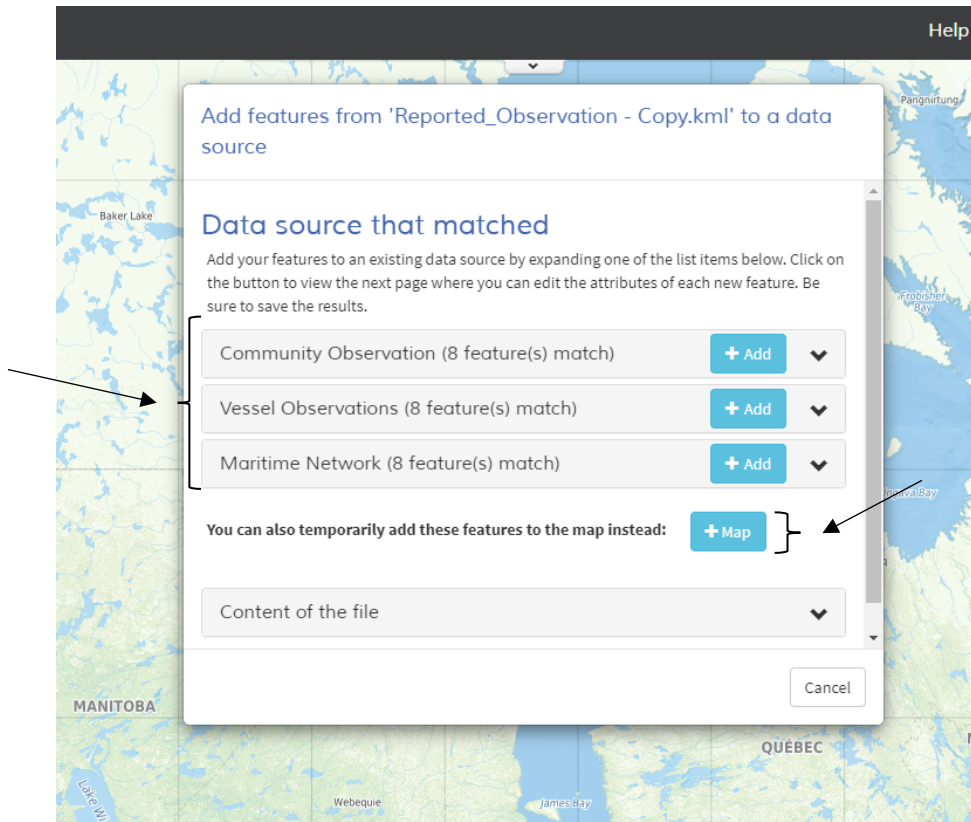 Help
Pangnirtung
Add features from 'Reported_Observation - Copy.kml' to a data
source
Baker Lake
Data source that matched
Add your features to an existing data source by expanding one of the list items below. Click on
the button to view the next page where you can edit the attributes of each new feature. Be
sure to save the results.
Frobisher
Bay
Community Observation (8 feature(s) match)
+ Add
Vessel Observations (8 feature(s) match)
+ Add
Maritime Network (8 feature(s) match)
+ Add
Bay
You can also temporarily add these features to the map instead:
+ Map
Content of the file
Cancel
MANITOBA
QUÉBEC
Webequie
James Bay
Lake